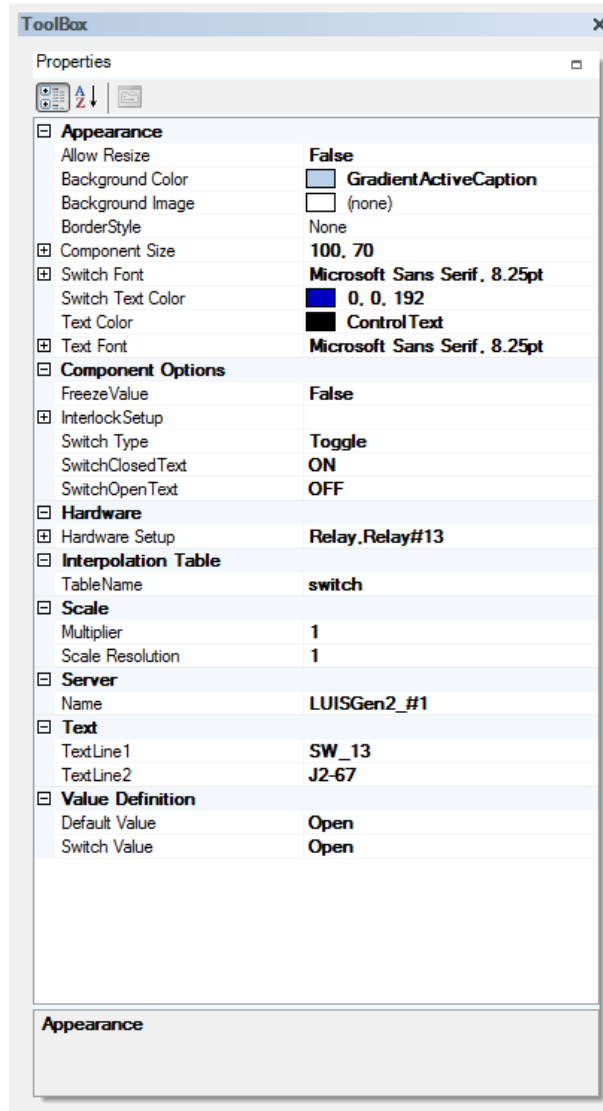 ToolBox
Properties
Appearance
Allow Resize False
Background Color GradientActiveCaption
Background Image (none)
BorderStyle None
Component Size 100, 70
Switch Font Microsoft Sans Serif, 8.25pt
Switch Text Color 0, 0, 192
Text Color ControlText
Text Font Microsoft Sans Serif, 8.25pt
Component Options
FreezeValue False
InterlockSetup
Switch Type Toggle
SwitchClosedText ON
SwitchOpenText OFF
Hardware
Hardware Setup Relay,Relay#13
Interpolation Table
TableName switch
Scale
Multiplier 1
Scale Resolution 1
Server
Name LUISGen2_#1
Text
TextLine1 SW_13
TextLine2 J2-67
Value Definition
Default Value Open
Switch Value Open
Appearance